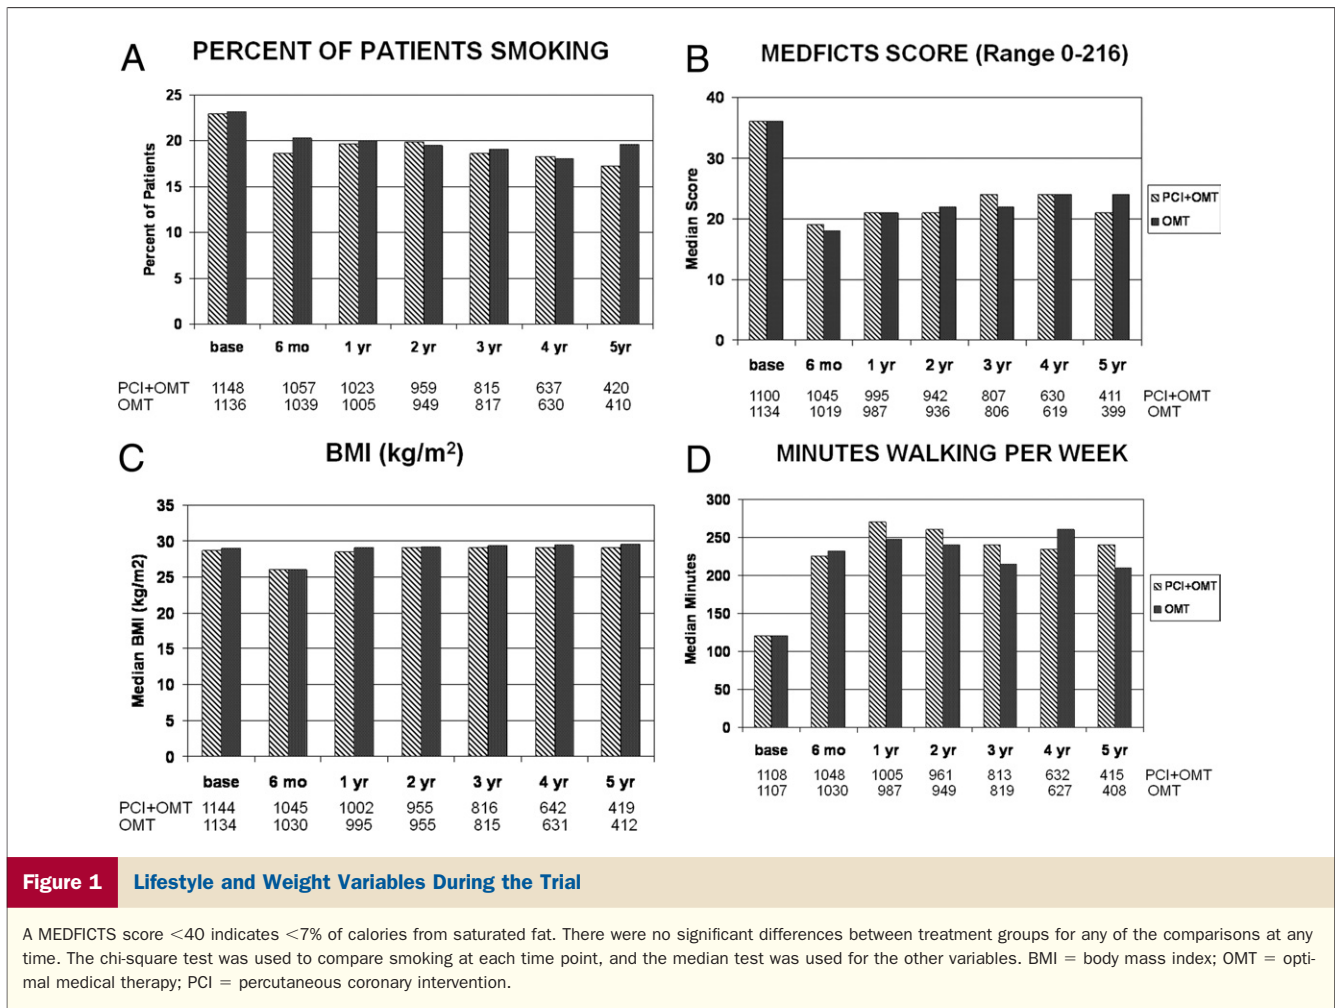 A PERCENT OF PATIENTS SMOKING
25
20
15
10
5
0
Percent of Patients
base 6 mo 1 yr 2 yr 3 yr 4 yr 5yr
PCI+OMT 1148 1057 1023 959 815 637 420
OMT 1136 1039 1005 949 817 630 410
B MEDFICTS SCORE (Range 0-216)
40
30
20
10
0
Median Score
base 6 mo 1 yr 2 yr 3 yr 4 yr 5 yr
1100 1045 995 942 807 630 411 PCI+OMT
1134 1019 987 936 806 619 399 OMT
PCI+OMT
OMT
C BMI (kg/m²)
35
30
25
20
15
10
5
0
Median BMI (kg/m2)
base 6 mo 1 yr 2 yr 3 yr 4 yr 5 yr
PCI+OMT 1144 1045 1002 955 816 642 419
OMT 1134 1030 995 955 815 631 412
D MINUTES WALKING PER WEEK
300
250
200
150
100
50
0
Median Minutes
base 6 mo 1 yr 2 yr 3 yr 4 yr 5 yr
1108 1048 1005 961 813 632 415 PCI+OMT
1107 1030 987 949 819 627 408 OMT
PCI+OMT
OMT
Figure 1 Lifestyle and Weight Variables During the Trial
A MEDFICTS score <40 indicates <7% of calories from saturated fat. There were no significant differences between treatment groups for any of the comparisons at any
time. The chi-square test was used to compare smoking at each time point, and the median test was used for the other variables. BMI = body mass index; OMT = opti-
mal medical therapy; PCI = percutaneous coronary intervention.